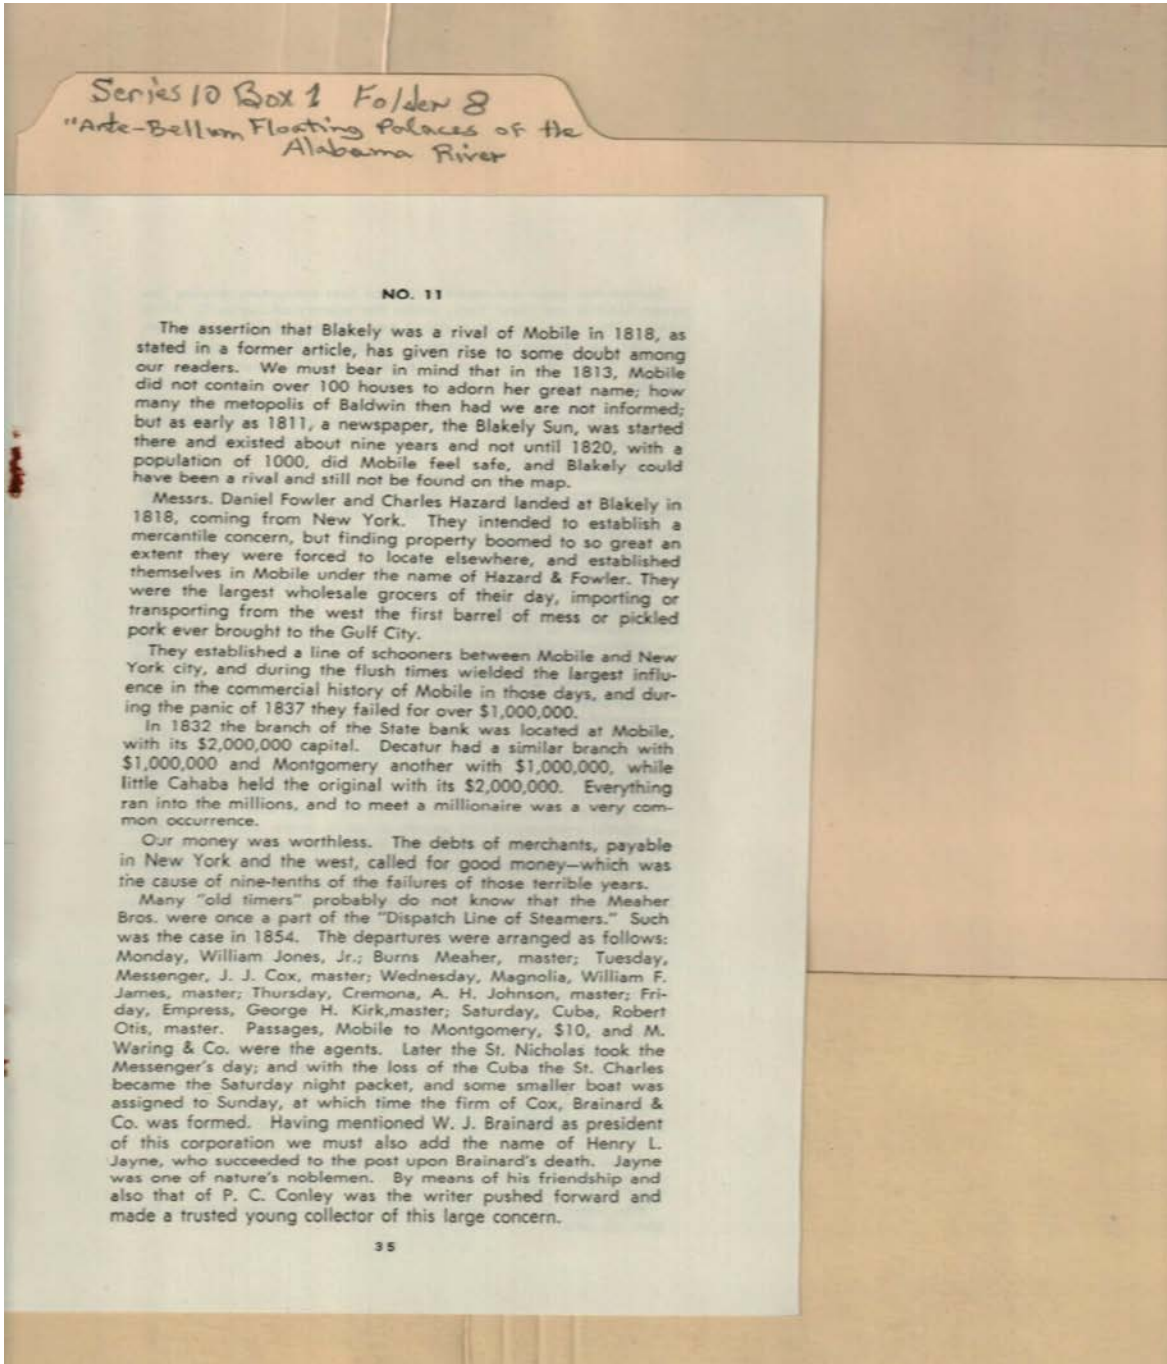 Series 10 Box 1 Folder 8
"Ante-Bellum Floating Palaces of the
Alabama River
NO. 11
The assertion that Blakely was a rival of Mobile in 1818, as
stated in a former article, has given rise to some doubt among
our readers. We must bear in mind that in the 1813, Mobile
did not contain over 100 houses to adorn her great name; how
many the metopolis of Baldwin then had we are not informed;
but as early as 1811, a newspaper, the Blakely Sun, was started
there and existed about nine years and not until 1820, with a
population of 1000, did Mobile feel safe, and Blakely could
have been a rival and still not be found on the map.
Messrs. Daniel Fowler and Charles Hazard landed at Blakely in
1818, coming from New York. They intended to establish a
mercantile concern, but finding property boomed to so great an
extent they were forced to locate elsewhere, and established
themselves in Mobile under the name of Hazard & Fowler. They
were the largest wholesale grocers of their day, importing or
transporting from the west the first barrel of mess or pickled
pork ever brought to the Gulf City.
They established a line of schooners between Mobile and New
York city, and during the flush times wielded the largest influ-
ence in the commercial history of Mobile in those days, and dur-
ing the panic of 1837 they failed for over $1,000,000.
In 1832 the branch of the State bank was located at Mobile,
with its $2,000,000 capital. Decatur had a similar branch with
$1,000,000 and Montgomery another with $1,000,000, while
little Cahaba held the original with its $2,000,000. Everything
ran into the millions, and to meet a millionaire was a very com-
mon occurrence.
Our money was worthless. The debts of merchants, payable
in New York and the west, called for good money—which was
the cause of nine-tenths of the failures of those terrible years.
Many "old timers" probably do not know that the Meaher
Bros. were once a part of the "Dispatch Line of Steamers." Such
was the case in 1854. The departures were arranged as follows:
Monday, William Jones, Jr.; Burns Meaher, master; Tuesday,
Messenger, J. J. Cox, master; Wednesday, Magnolia, William F.
James, master; Thursday, Cremona, A. H. Johnson, master; Fri-
day, Empress, George H. Kirk,master; Saturday, Cuba, Robert
Otis, master. Passages, Mobile to Montgomery, $10, and M.
Waring & Co. were the agents. Later the St. Nicholas took the
Messenger's day; and with the loss of the Cuba the St. Charles
became the Saturday night packet, and some smaller boat was
assigned to Sunday, at which time the firm of Cox, Brainard &
Co. was formed. Having mentioned W. J. Brainard as president
of this corporation we must also add the name of Henry L.
Jayne, who succeeded to the post upon Brainard's death. Jayne
was one of nature's noblemen. By means of his friendship and
also that of P. C. Conley was the writer pushed forward and
made a trusted young collector of this large concern.
35